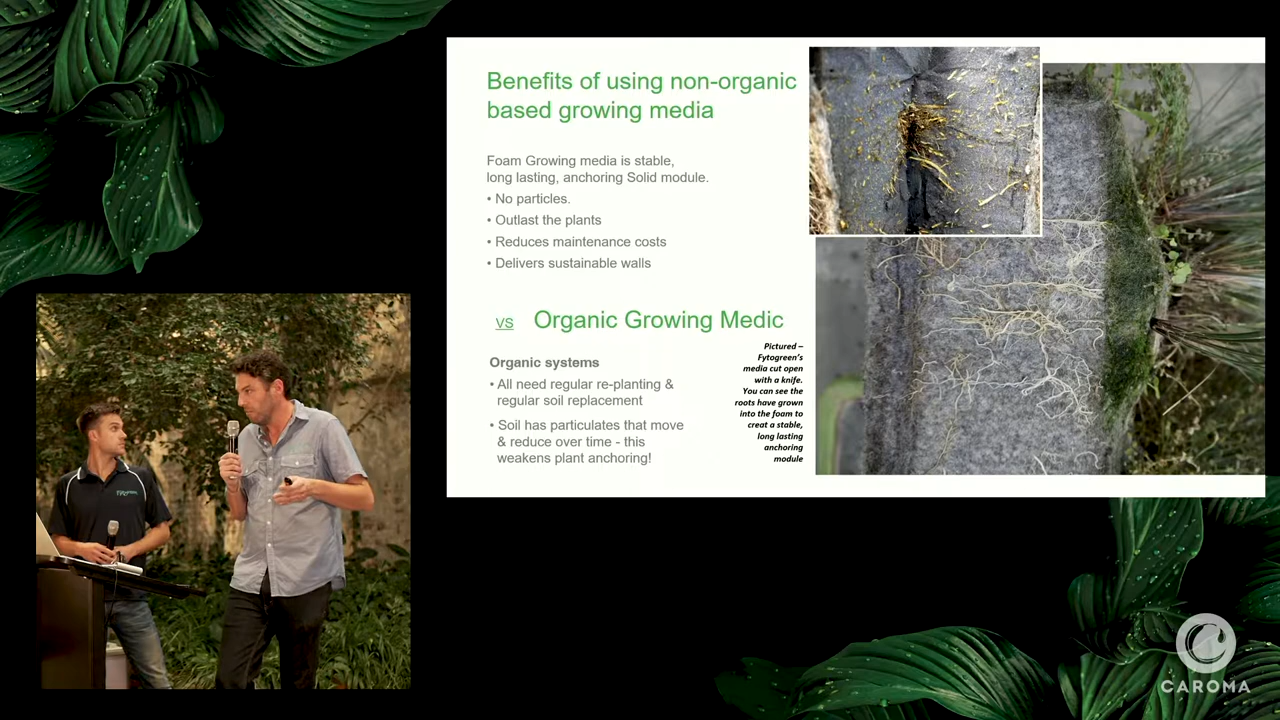 Benefits of using non-organic
based growing media
Foam Growing media is stable,
long lasting, anchoring Solid module.
• No particles.
• Outlast the plants
• Reduces maintenance costs
• Delivers sustainable walls
VS Organic Growing Medic
Organic systems
• All need regular re-planting &
regular soil replacement
• Soil has particulates that move
& reduce over time - this
weakens plant anchoring!
Pictured –
Fytogreen's
media cut open
with a knife.
You can see the
roots have grown
into the foam to
creat a stable,
long lasting
anchoring
module
CAROMA